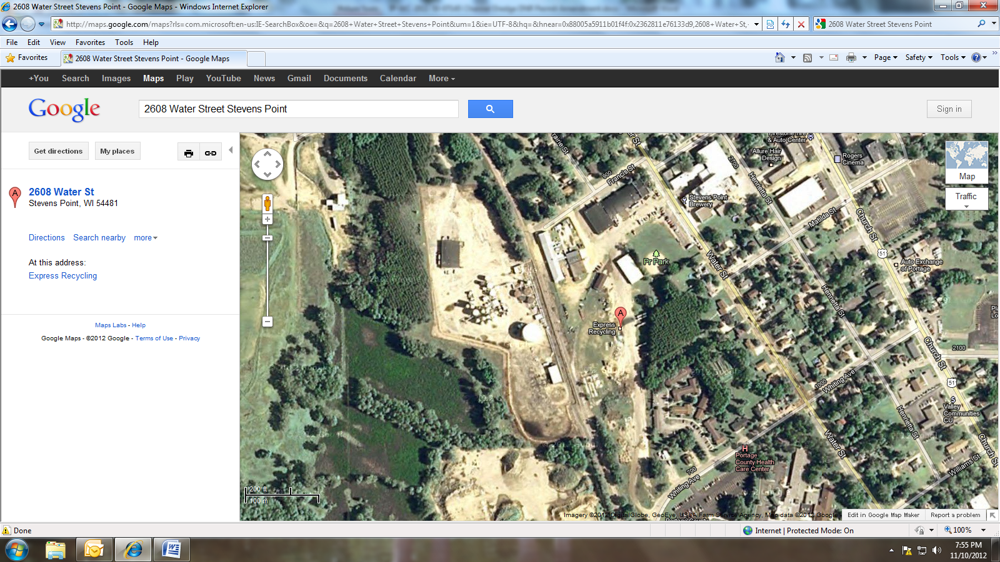 2608 Water Street Stevens Point - Google Maps - Windows Internet Explorer
http://maps.google.com/maps?rls=com.microsoft:en-us:IE-SearchBox&oe=&q=2608+Water+Street+Stevens+Point&um=1&ie=UTF-8&hq=&hnear=0x88005a5911b01f4f:0x2362811e76133d9,2608+Water+St,+
2608 Water Street Stevens Point
File Edit View Favorites Tools Help
Favorites
2608 Water Street Stevens Point - Google Maps
Page Safety Tools
+You Search Images Maps Play YouTube News Gmail Documents Calendar More
Google
2608 Water Street Stevens Point
Sign in
Get directions My places
A
2608 Water St
Stevens Point, WI 54481
Directions Search nearby more
At this address:
Express Recycling
Maps Labs - Help
Google Maps - ©2012 Google - Terms of Use - Privacy
Map
Traffic
& Auto Center
Allure Hair
Design
Rogers
Cinema
2700
Henrietta St
900
Francis St
Stevens Point
Brewery
Matilda St
Church St
51
Pr Park
Water St
Auto Exchange
of Portage
Henrietta St
A
Express
Recycling
Church St
2100
1000
Whiting Ave
51
Valley
Communities
CU
Henrietta St
Water St
Church St
H
Portage
County Health
Care Center
700
Whiting Ave
Williams St
200 ft
100 m
Portage County
Imagery ©2012 DigitalGlobe, GeoEye, USDA Farm Service Agency, Map data ©2012 Google
Edit in Google Map Maker Report a problem
Done
Internet | Protected Mode: On
100%
7:55 PM
11/10/2012